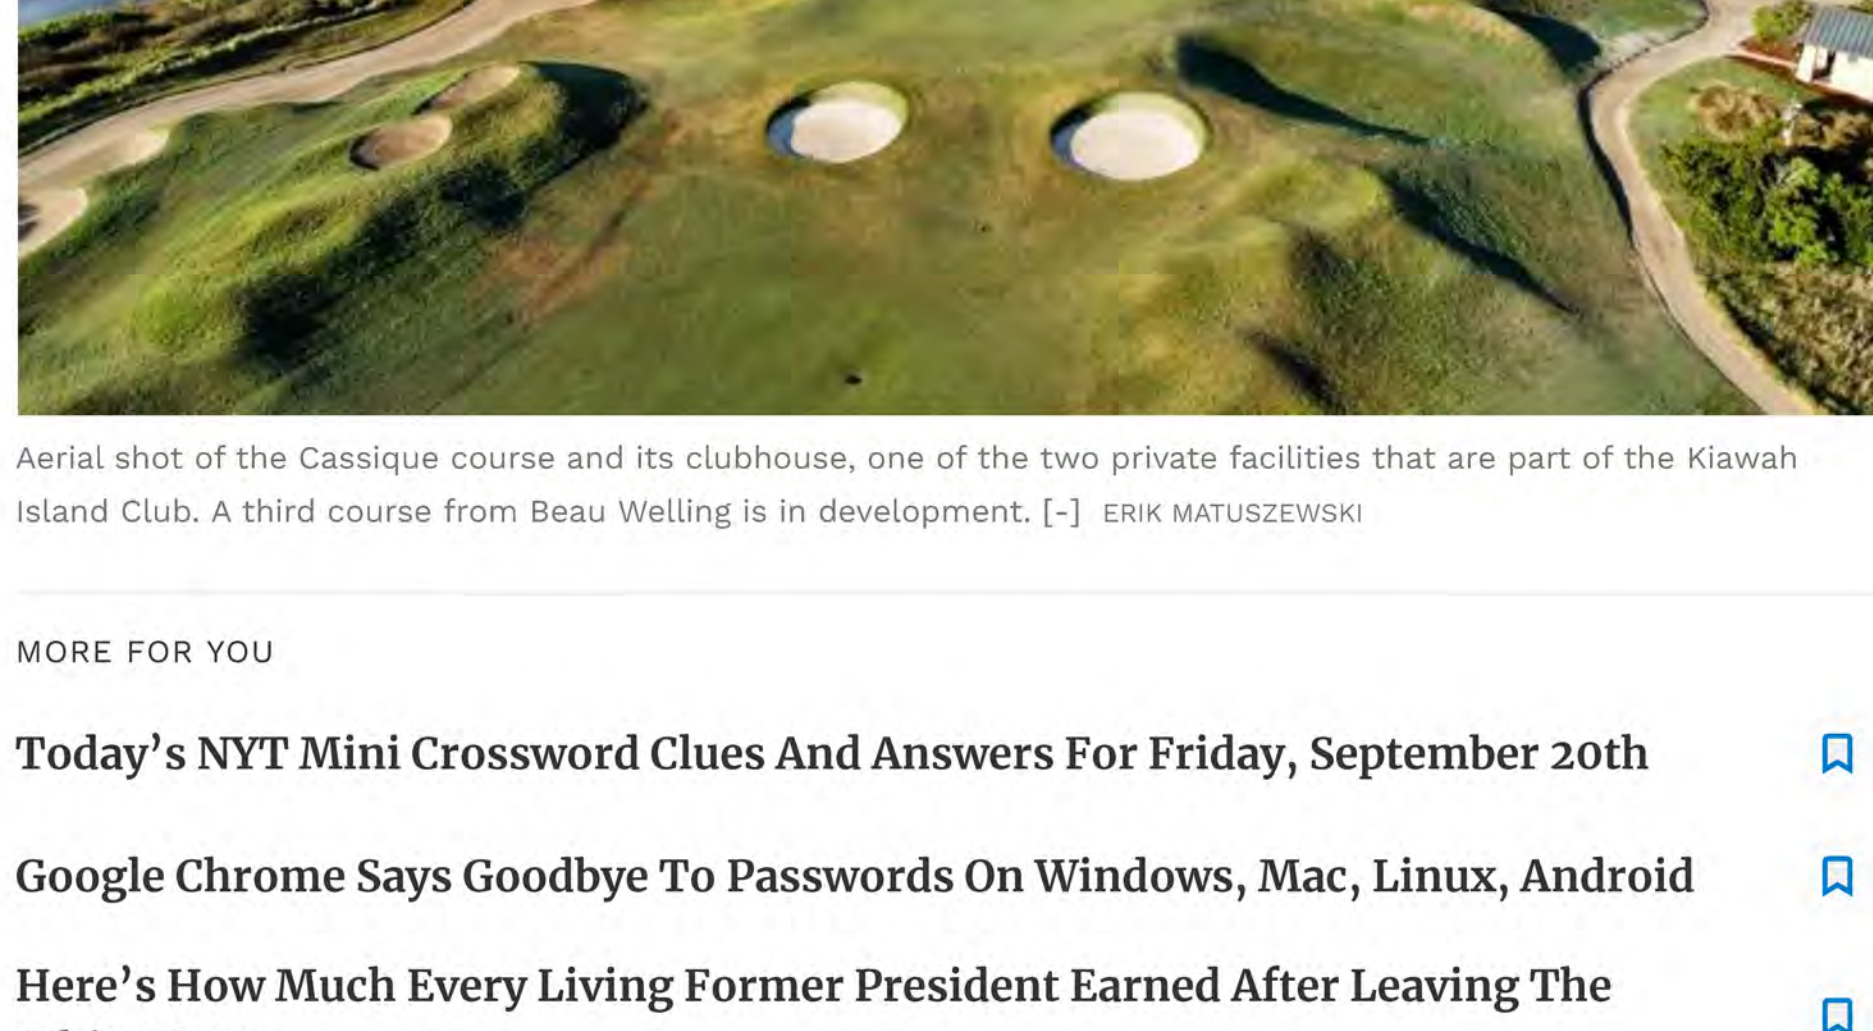 Aerial shot of the Cassique course and its clubhouse, one of the two private facilities that are part of the Kiawah
Island Club. A third course from Beau Welling is in development. [-] ERIK MATUSZEWSKI
MORE FOR YOU
Today’s NYT Mini Crossword Clues And Answers For Friday, September 20th
Google Chrome Says Goodbye To Passwords On Windows, Mac, Linux, Android
Here’s How Much Every Living Former President Earned After Leaving The